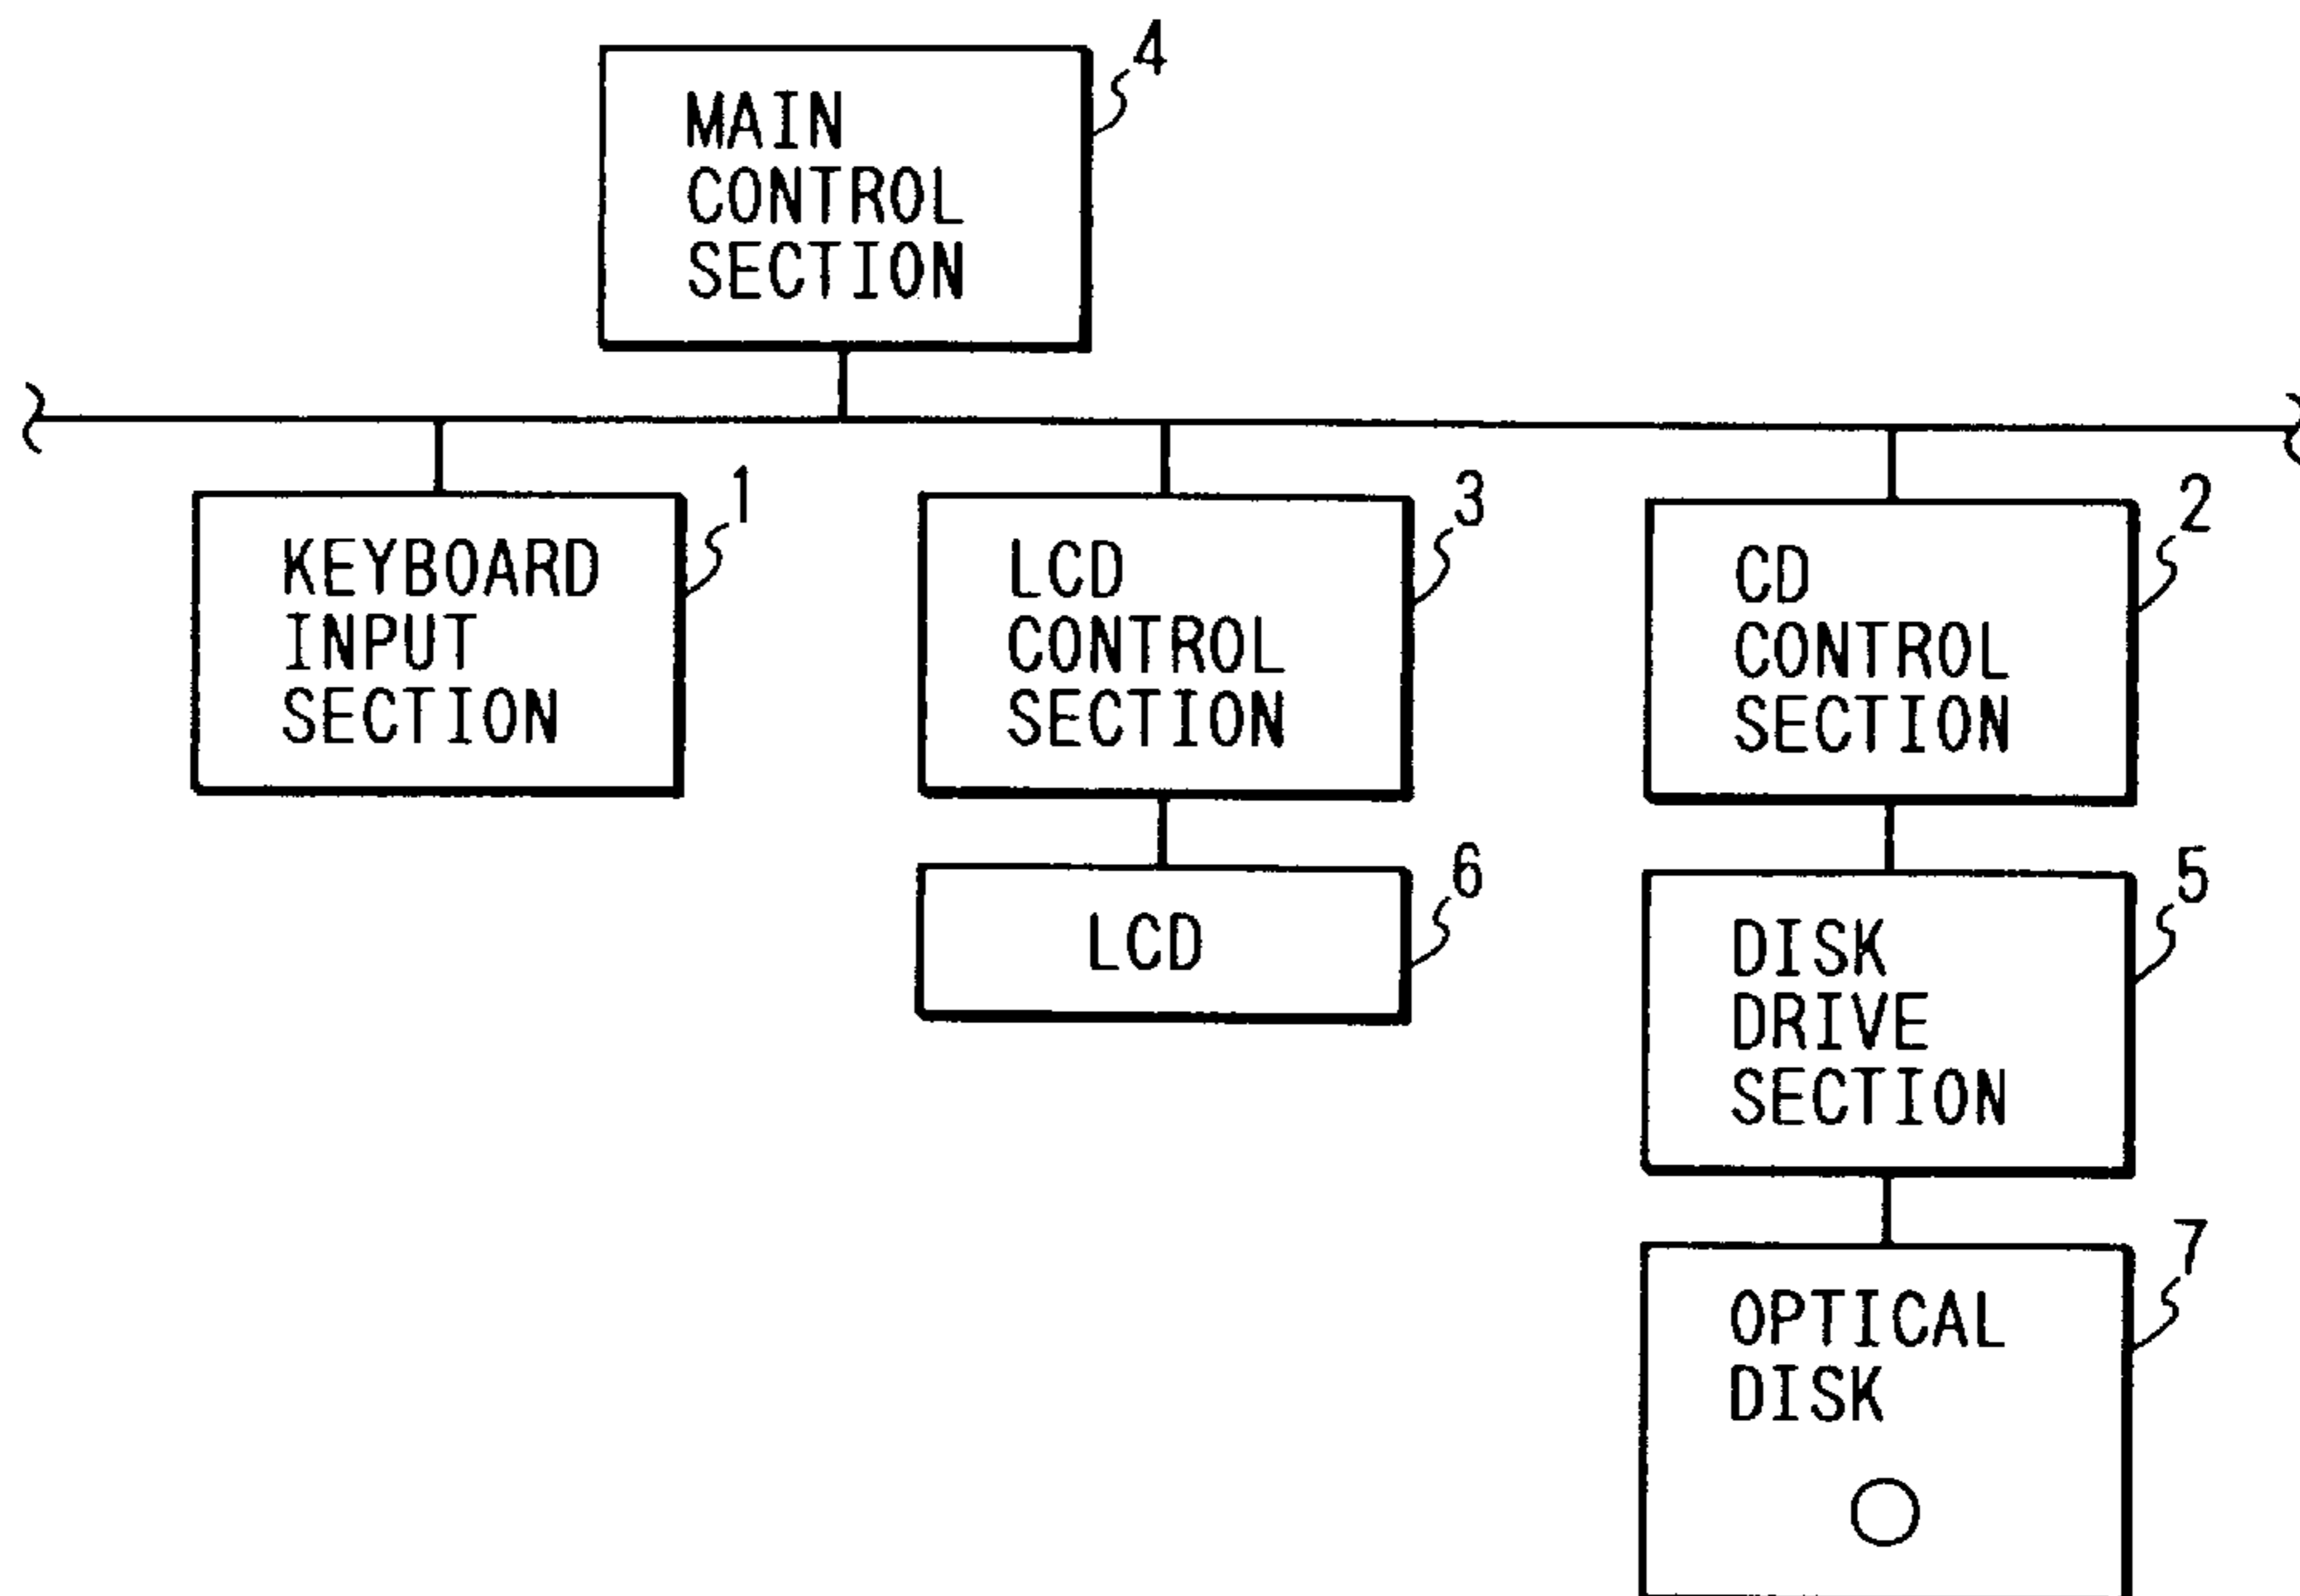 4
MAIN
CONTROL
SECTION
1
KEYBOARD
INPUT
SECTION
3
LCD
CONTROL
SECTION
2
CD
CONTROL
SECTION
6
LCD
5
DISK
DRIVE
SECTION
7
OPTICAL
DISK